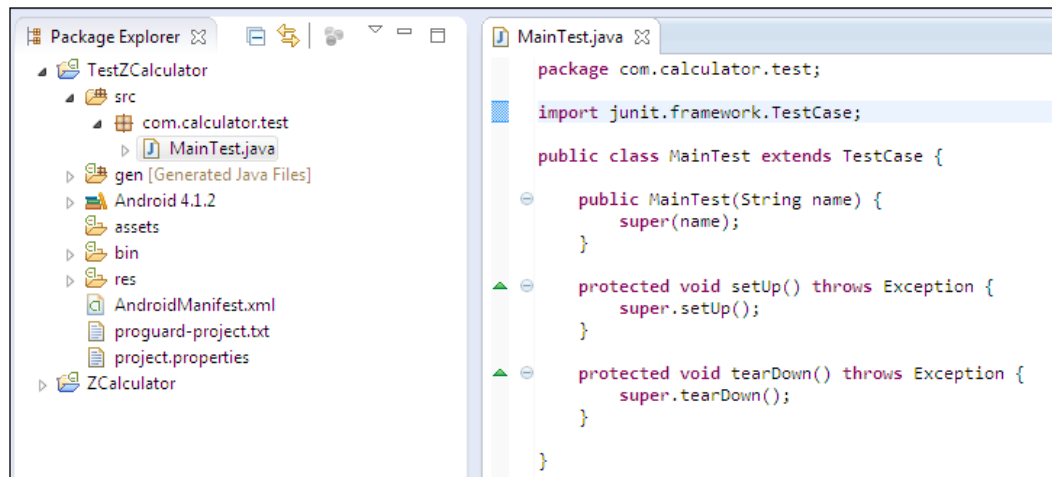 Package Explorer
TestZCalculator
src
com.calculator.test
MainTest.java
gen [Generated Java Files]
Android 4.1.2
assets
bin
res
AndroidManifest.xml
proguard-project.txt
project.properties
ZCalculator
MainTest.java
package com.calculator.test;
import junit.framework.TestCase;
public class MainTest extends TestCase {
public MainTest(String name) {
super(name);
}
protected void setUp() throws Exception {
super.setUp();
}
protected void tearDown() throws Exception {
super.tearDown();
}
}